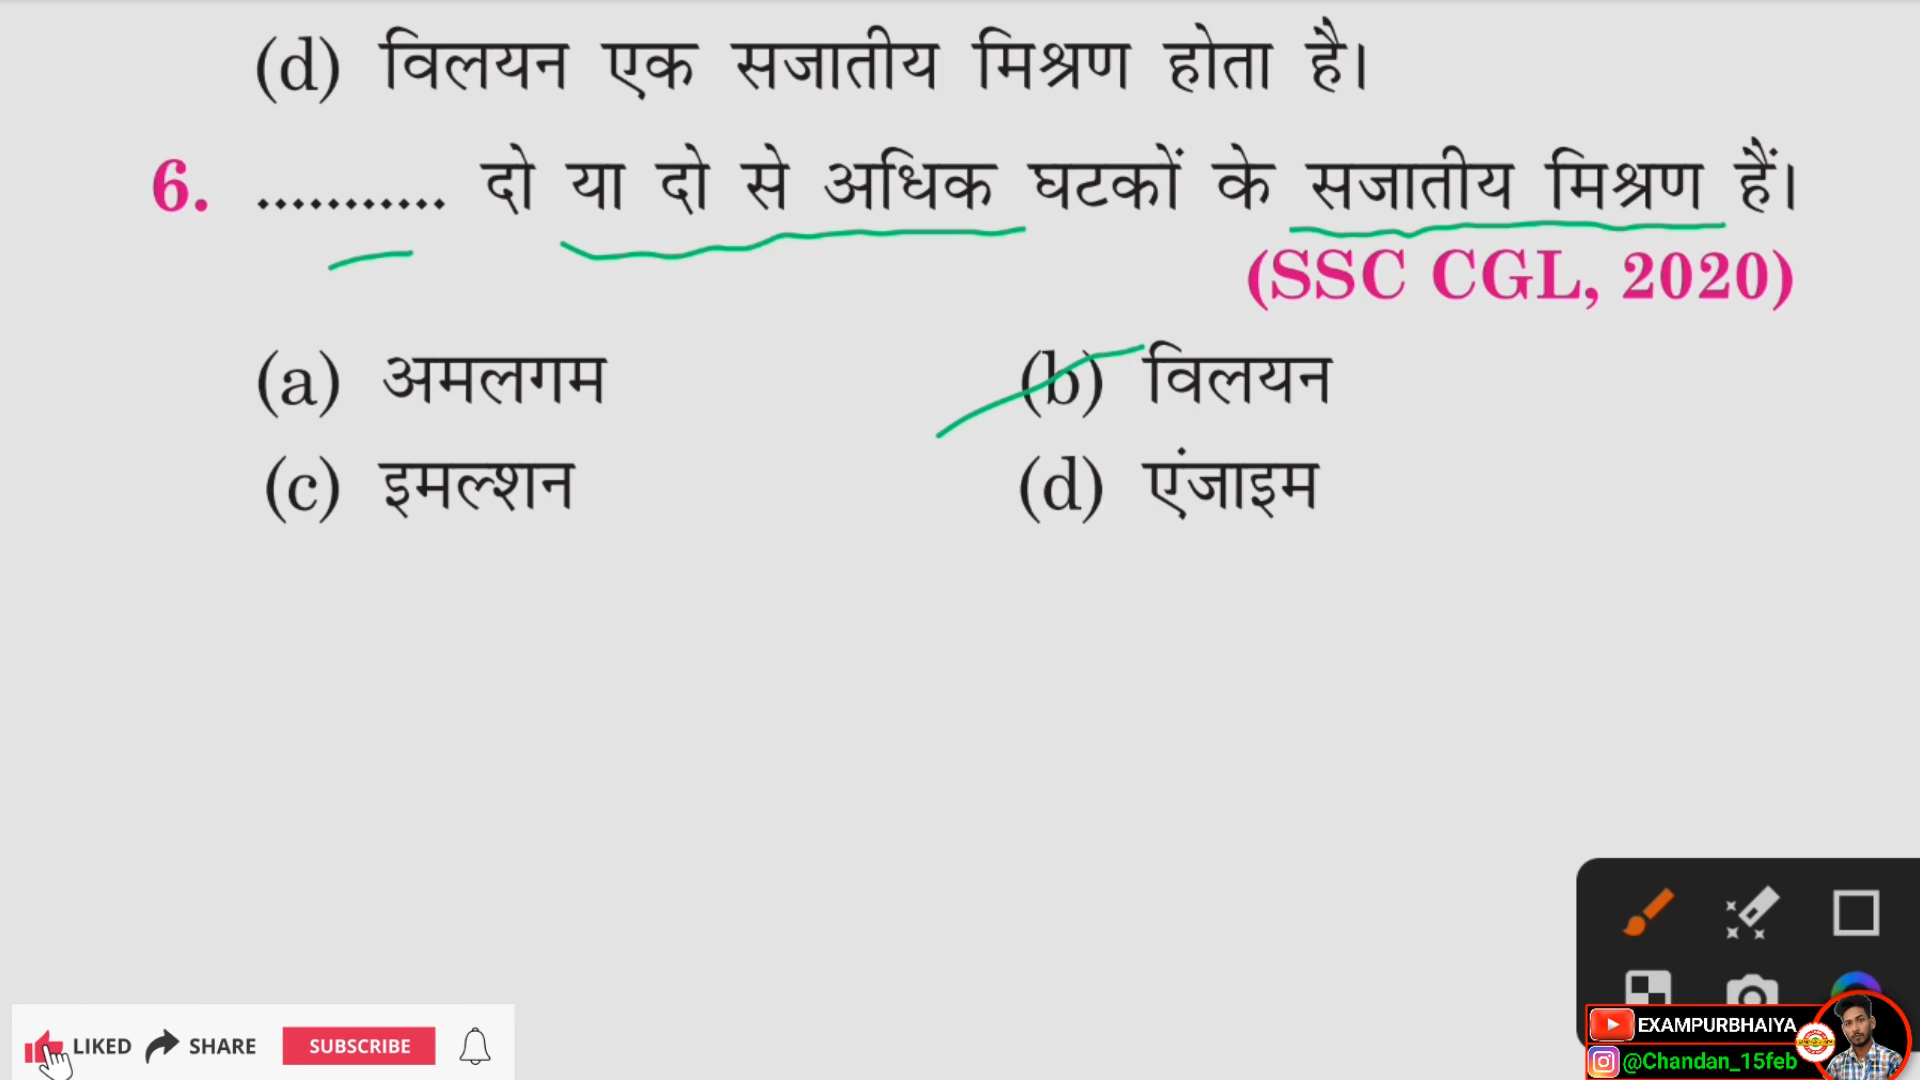 (d) विलयन एक सजातीय मिश्रण होता है।
6. ........... दो या दो से अधिक घटकों के सजातीय मिश्रण हैं।
(SSC CGL, 2020)
(a) अमलगम (b) विलयन
(c) इमल्शन (d) एंजाइम
LIKED SHARE SUBSCRIBE
EXAMPURBHAIYA
@Chandan_15feb